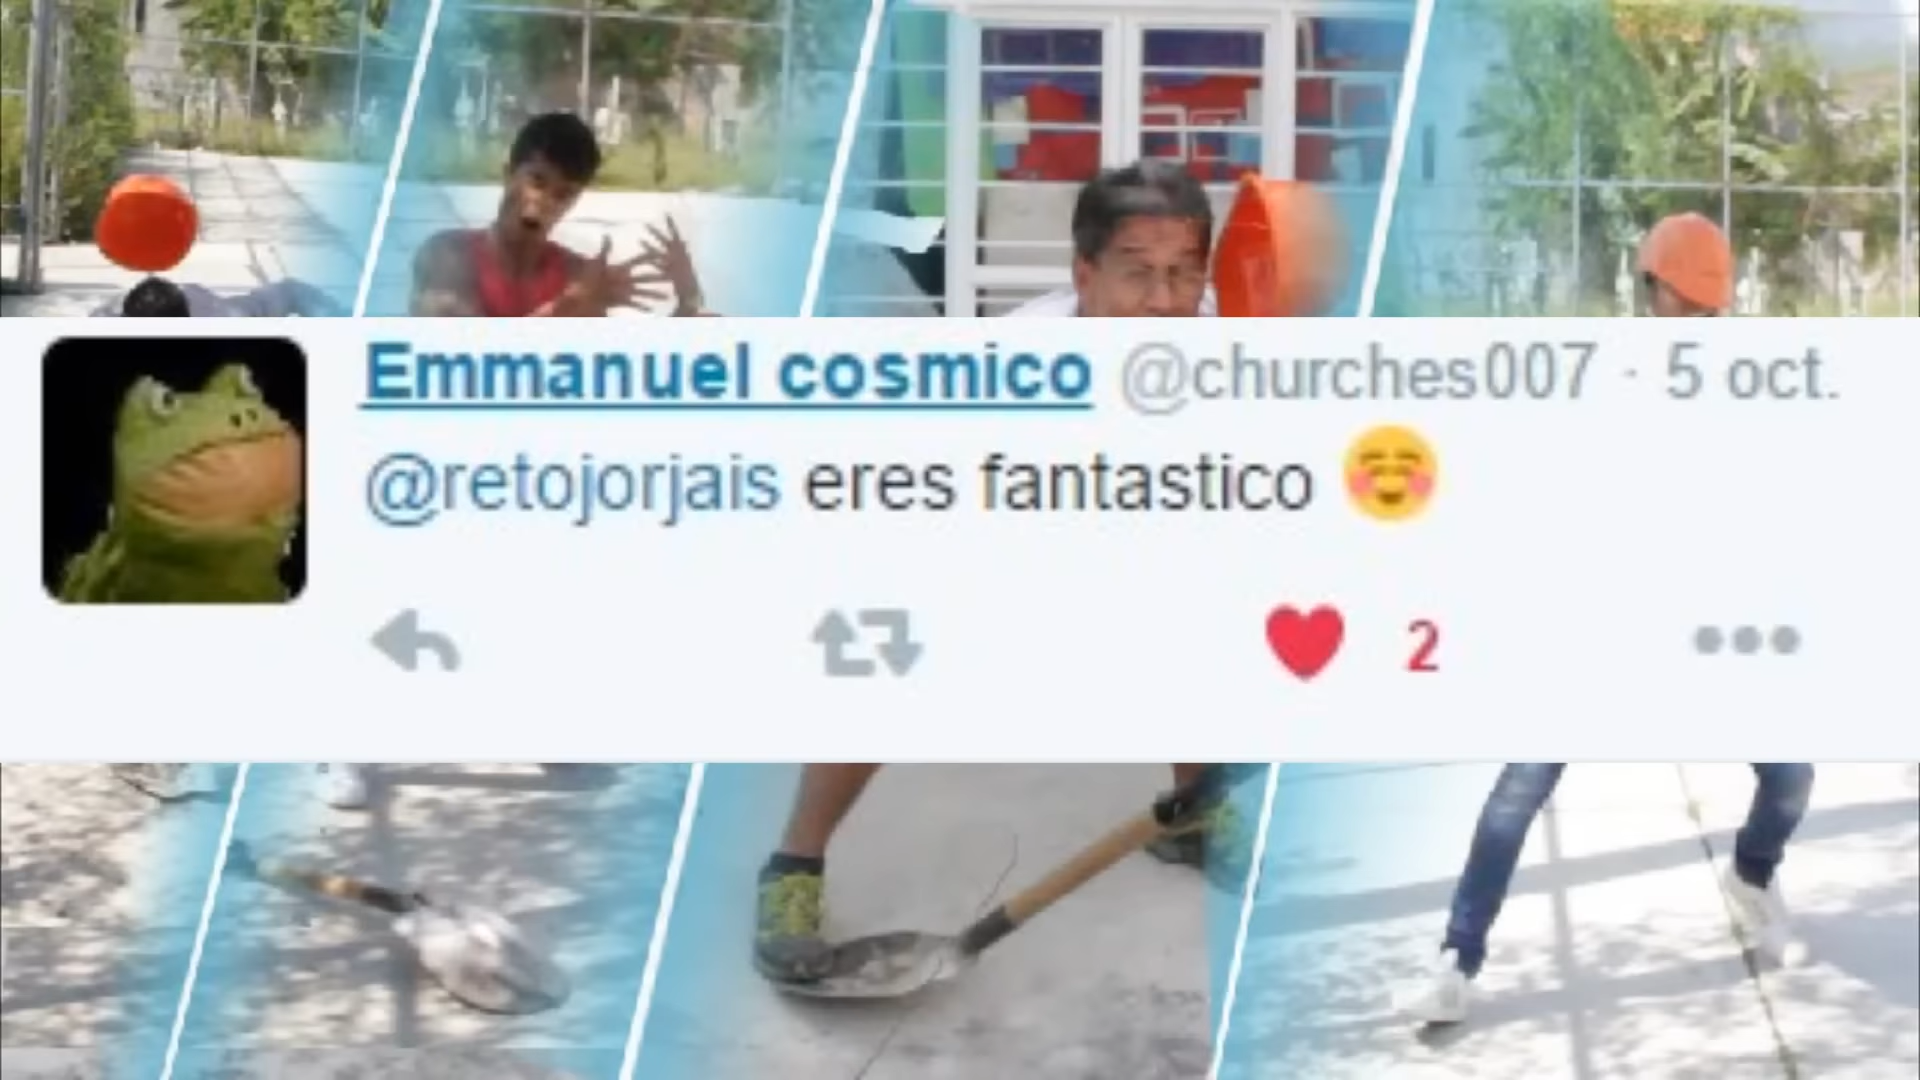 Emmanuel cosmico @churches007 · 5 oct.
@retojorjais eres fantastico ☺️
2